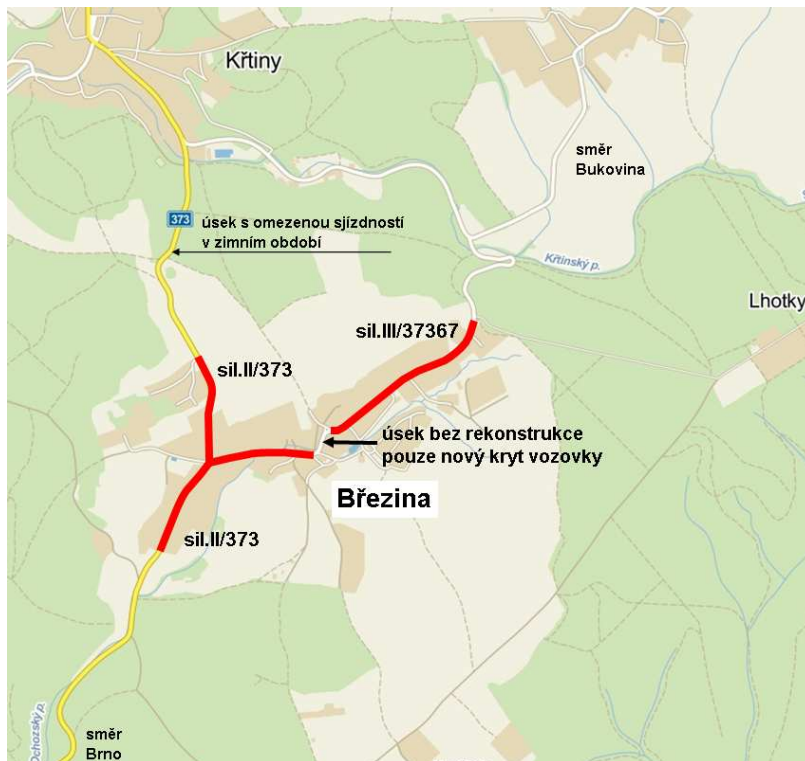 Křtiny
směr
Bukovina
373
úsek s omezenou sjízdností
v zimním období
Křtinský p.
Lhotky
sil.III/37367
sil.II/373
úsek bez rekonstrukce
pouze nový kryt vozovky
Březina
sil.II/373
Ochozský p.
směr
Brno